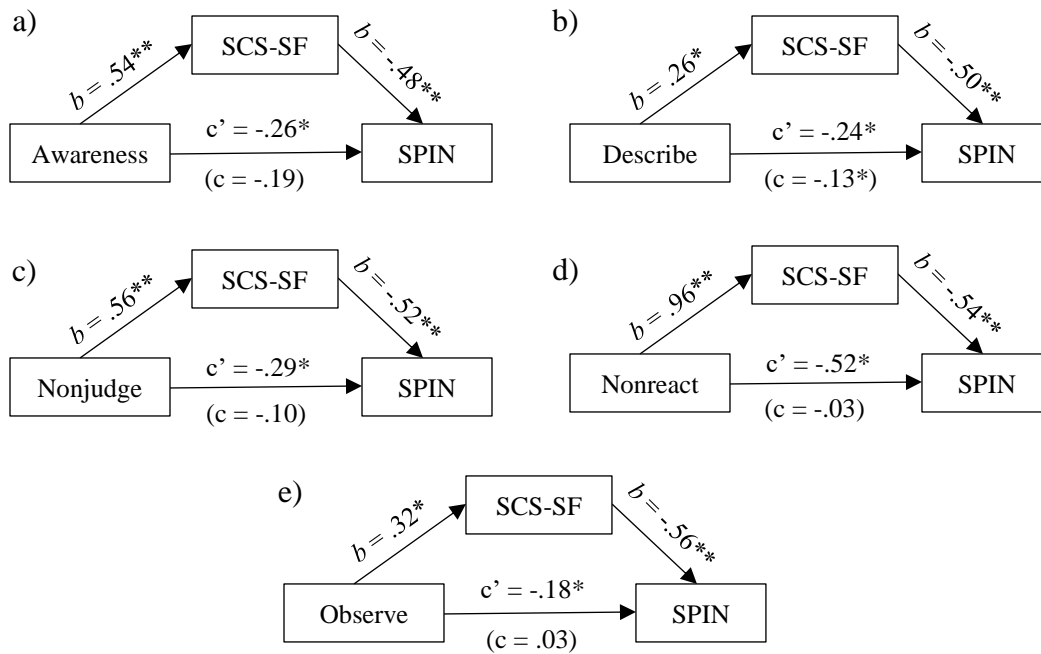 a)
SCS-SF
b = .54**
b = -.48**
Awareness
c’ = -.26*
(c = -.19)
SPIN
b)
SCS-SF
b = .26*
b = -.50**
Describe
c’ = -.24*
(c = -.13*)
SPIN
c)
SCS-SF
b = .56**
b = -.52**
Nonjudge
c’ = -.29*
(c = -.10)
SPIN
d)
SCS-SF
b = .96**
b = -.54**
Nonreact
c’ = -.52*
(c = -.03)
SPIN
e)
SCS-SF
b = .32*
b = -.56**
Observe
c’ = -.18*
(c = .03)
SPIN